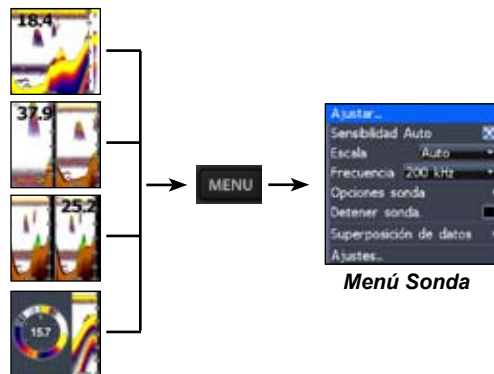 18.4
37.9
25.2
15.7
MENU
Ajustar...
Sensibilidad Auto
Escala Auto
Frecuencia 200 kHz
Opciones sonda
Detener sonda.
Superposición de datos
Ajustes...
Menú Sonda